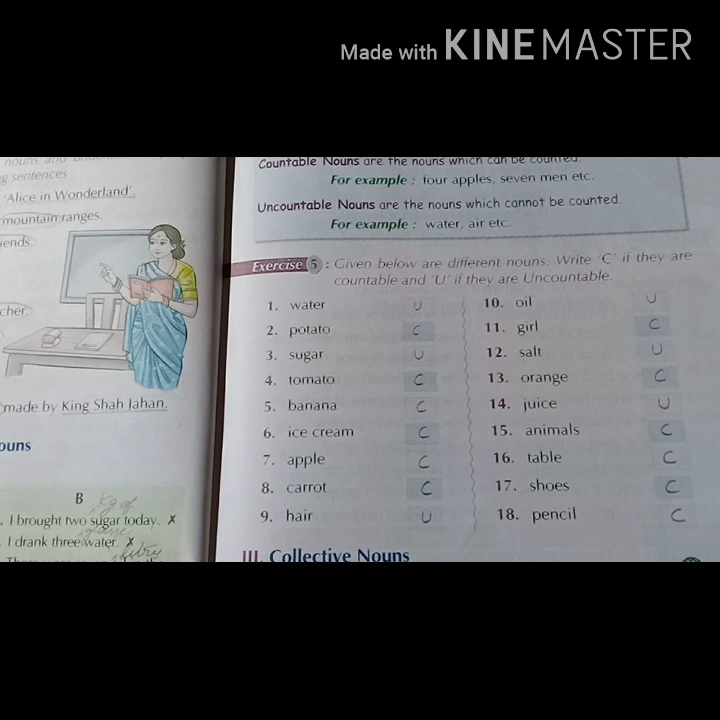 Made with KINEMASTER
nouns and
g sentences :
'Alice in Wonderland'.
mountain ranges.
iends.
cher
made by King Shah Jahan.
ouns
B
kg of
. I brought two sugar today. ✗
I drank three water. ✗
Countable Nouns are the nouns which can be counted.
For example : four apples, seven men etc.
Uncountable Nouns are the nouns which cannot be counted.
For example : water, air etc.
Exercise 5 : Given below are different nouns. Write 'C' if they are
countable and 'U' if they are Uncountable.
1. water U
2. potato C
3. sugar U
4. tomato C
5. banana C
6. ice cream C
7. apple C
8. carrot C
9. hair U
10. oil U
11. girl C
12. salt U
13. orange C
14. juice U
15. animals C
16. table C
17. shoes C
18. pencil C
III. Collective Nouns